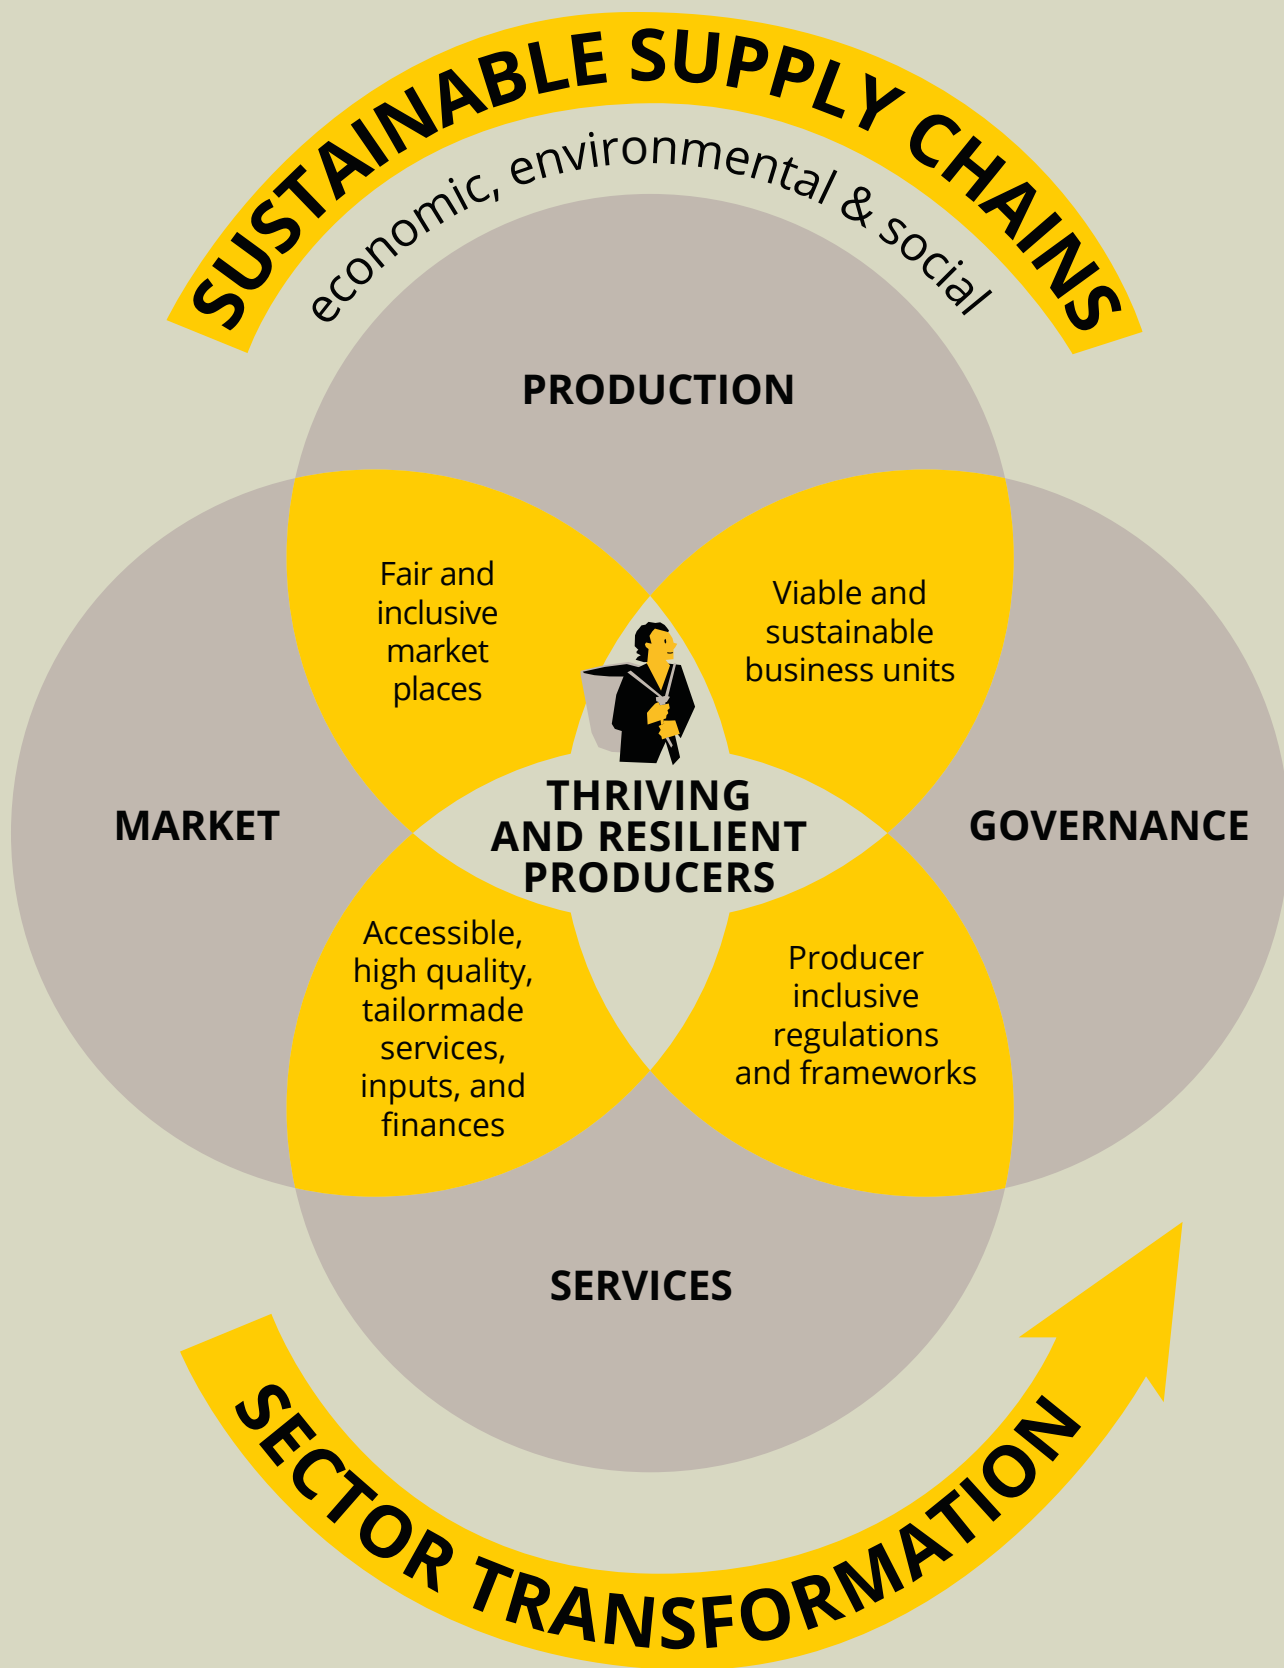 SUSTAINABLE SUPPLY CHAINS
economic, environmental & social
PRODUCTION
Fair and
inclusive
market
places
Viable and
sustainable
business units
MARKET
THRIVING
AND RESILIENT
PRODUCERS
GOVERNANCE
Accessible,
high quality,
tailormade
services,
inputs, and
finances
Producer
inclusive
regulations
and frameworks
SERVICES
SECTOR TRANSFORMATION